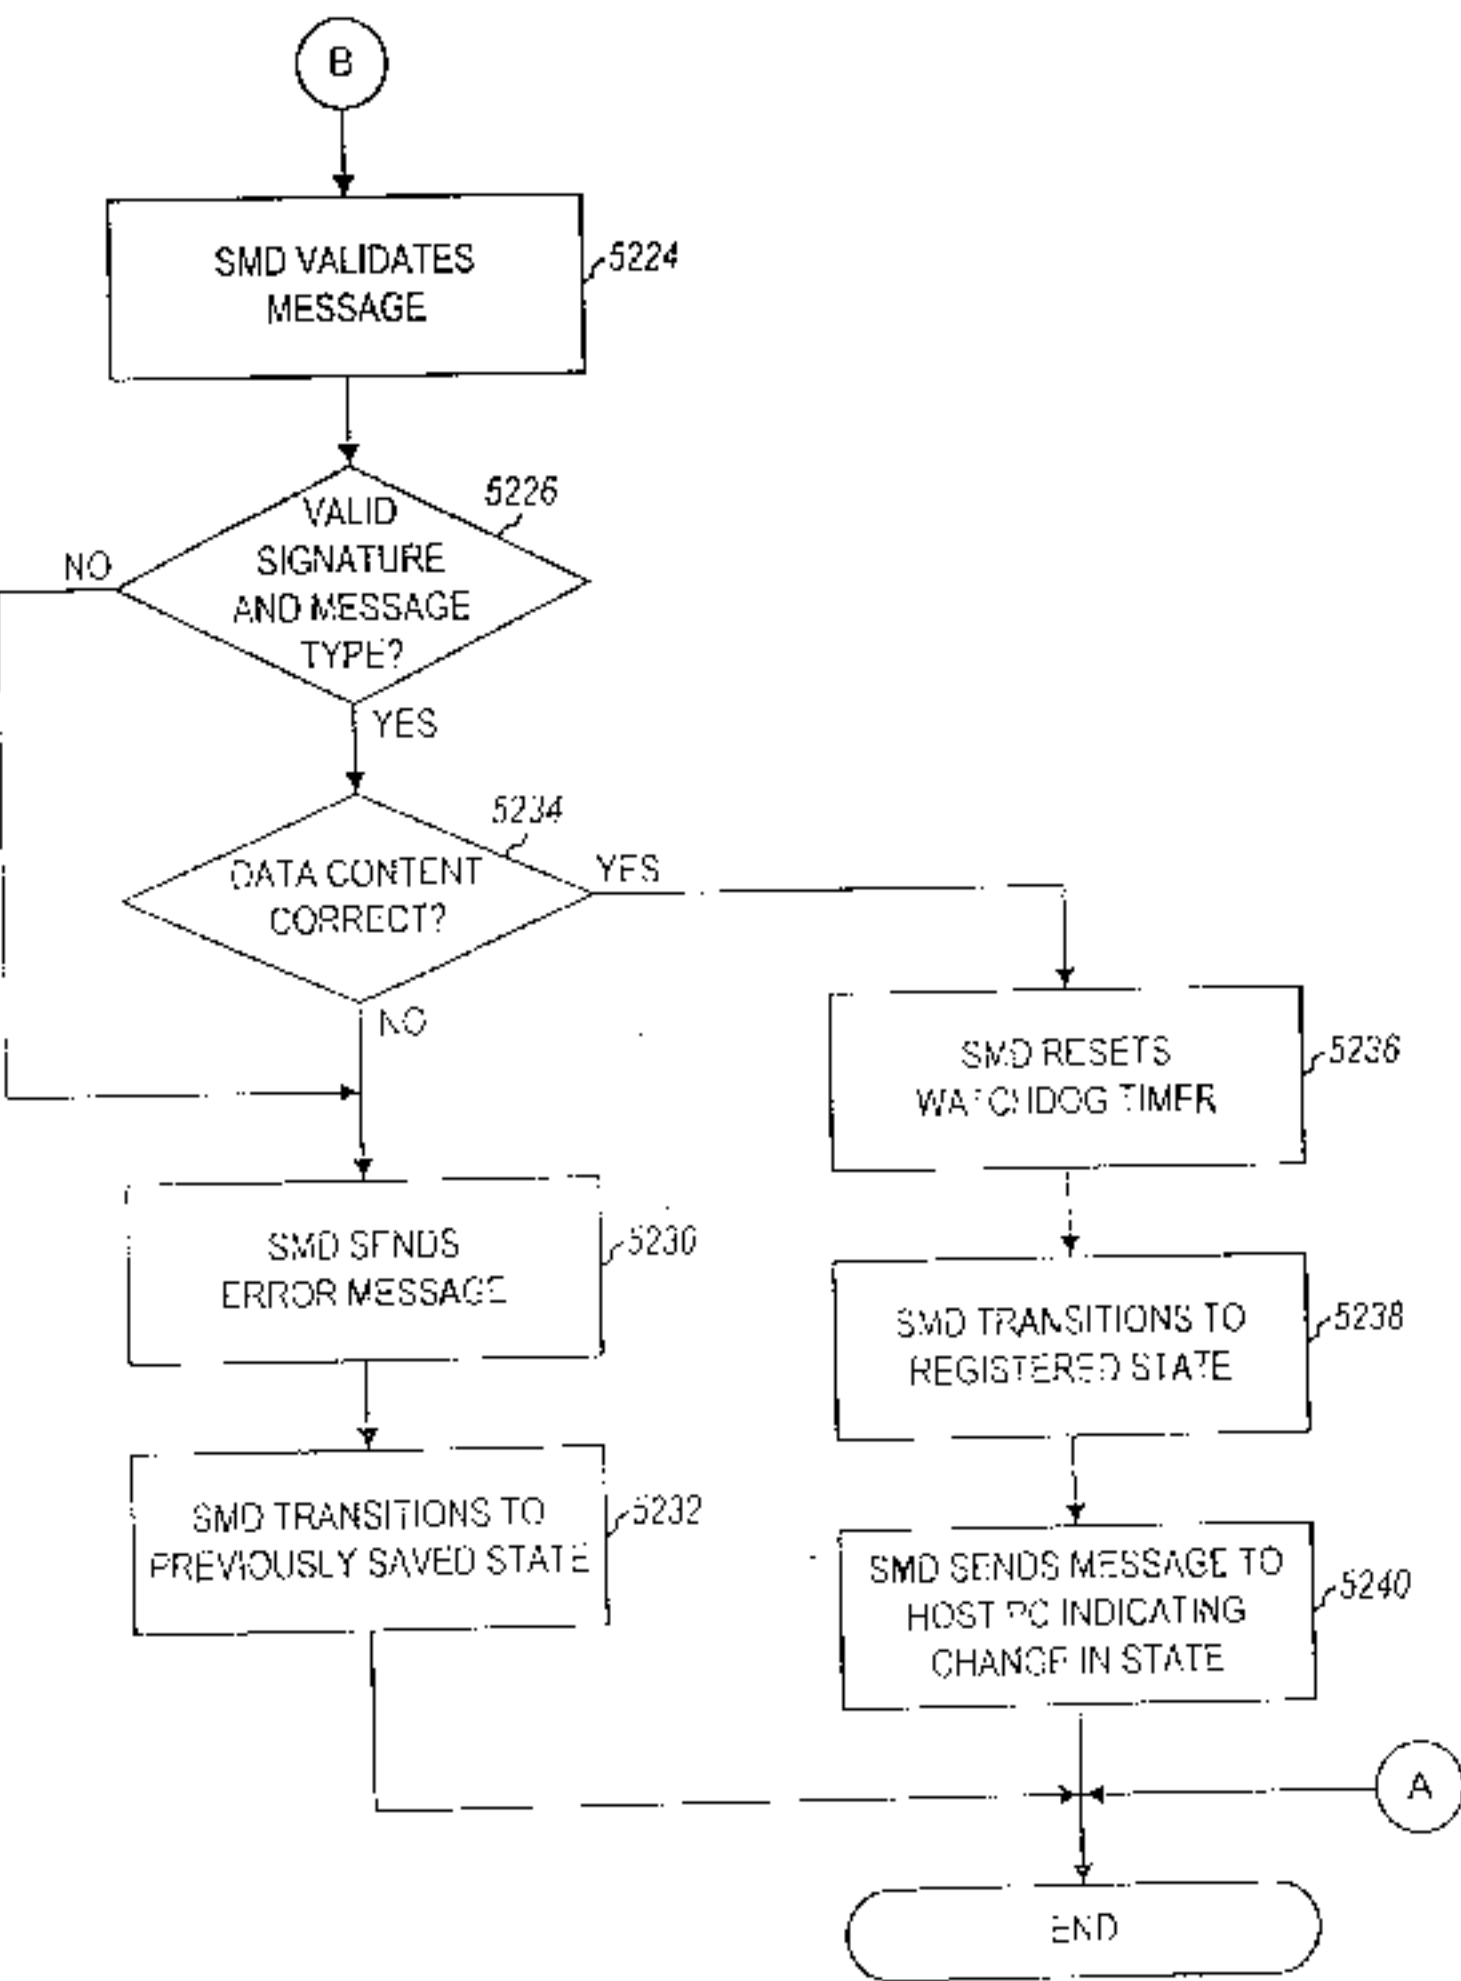 B
SMD VALIDATES
MESSAGE
5224
VALID
SIGNATURE
AND MESSAGE
TYPE?
5226
NO
YES
DATA CONTENT
CORRECT?
5234
YES
NO
SMD RESETS
WATCHDOG TIMER
5236
SMD SENDS
ERROR MESSAGE
5230
SMD TRANSITIONS TO
REGISTERED STATE
5238
SMD TRANSITIONS TO
PREVIOUSLY SAVED STATE
5232
SMD SENDS MESSAGE TO
HOST PC INDICATING
CHANGE IN STATE
5240
A
END